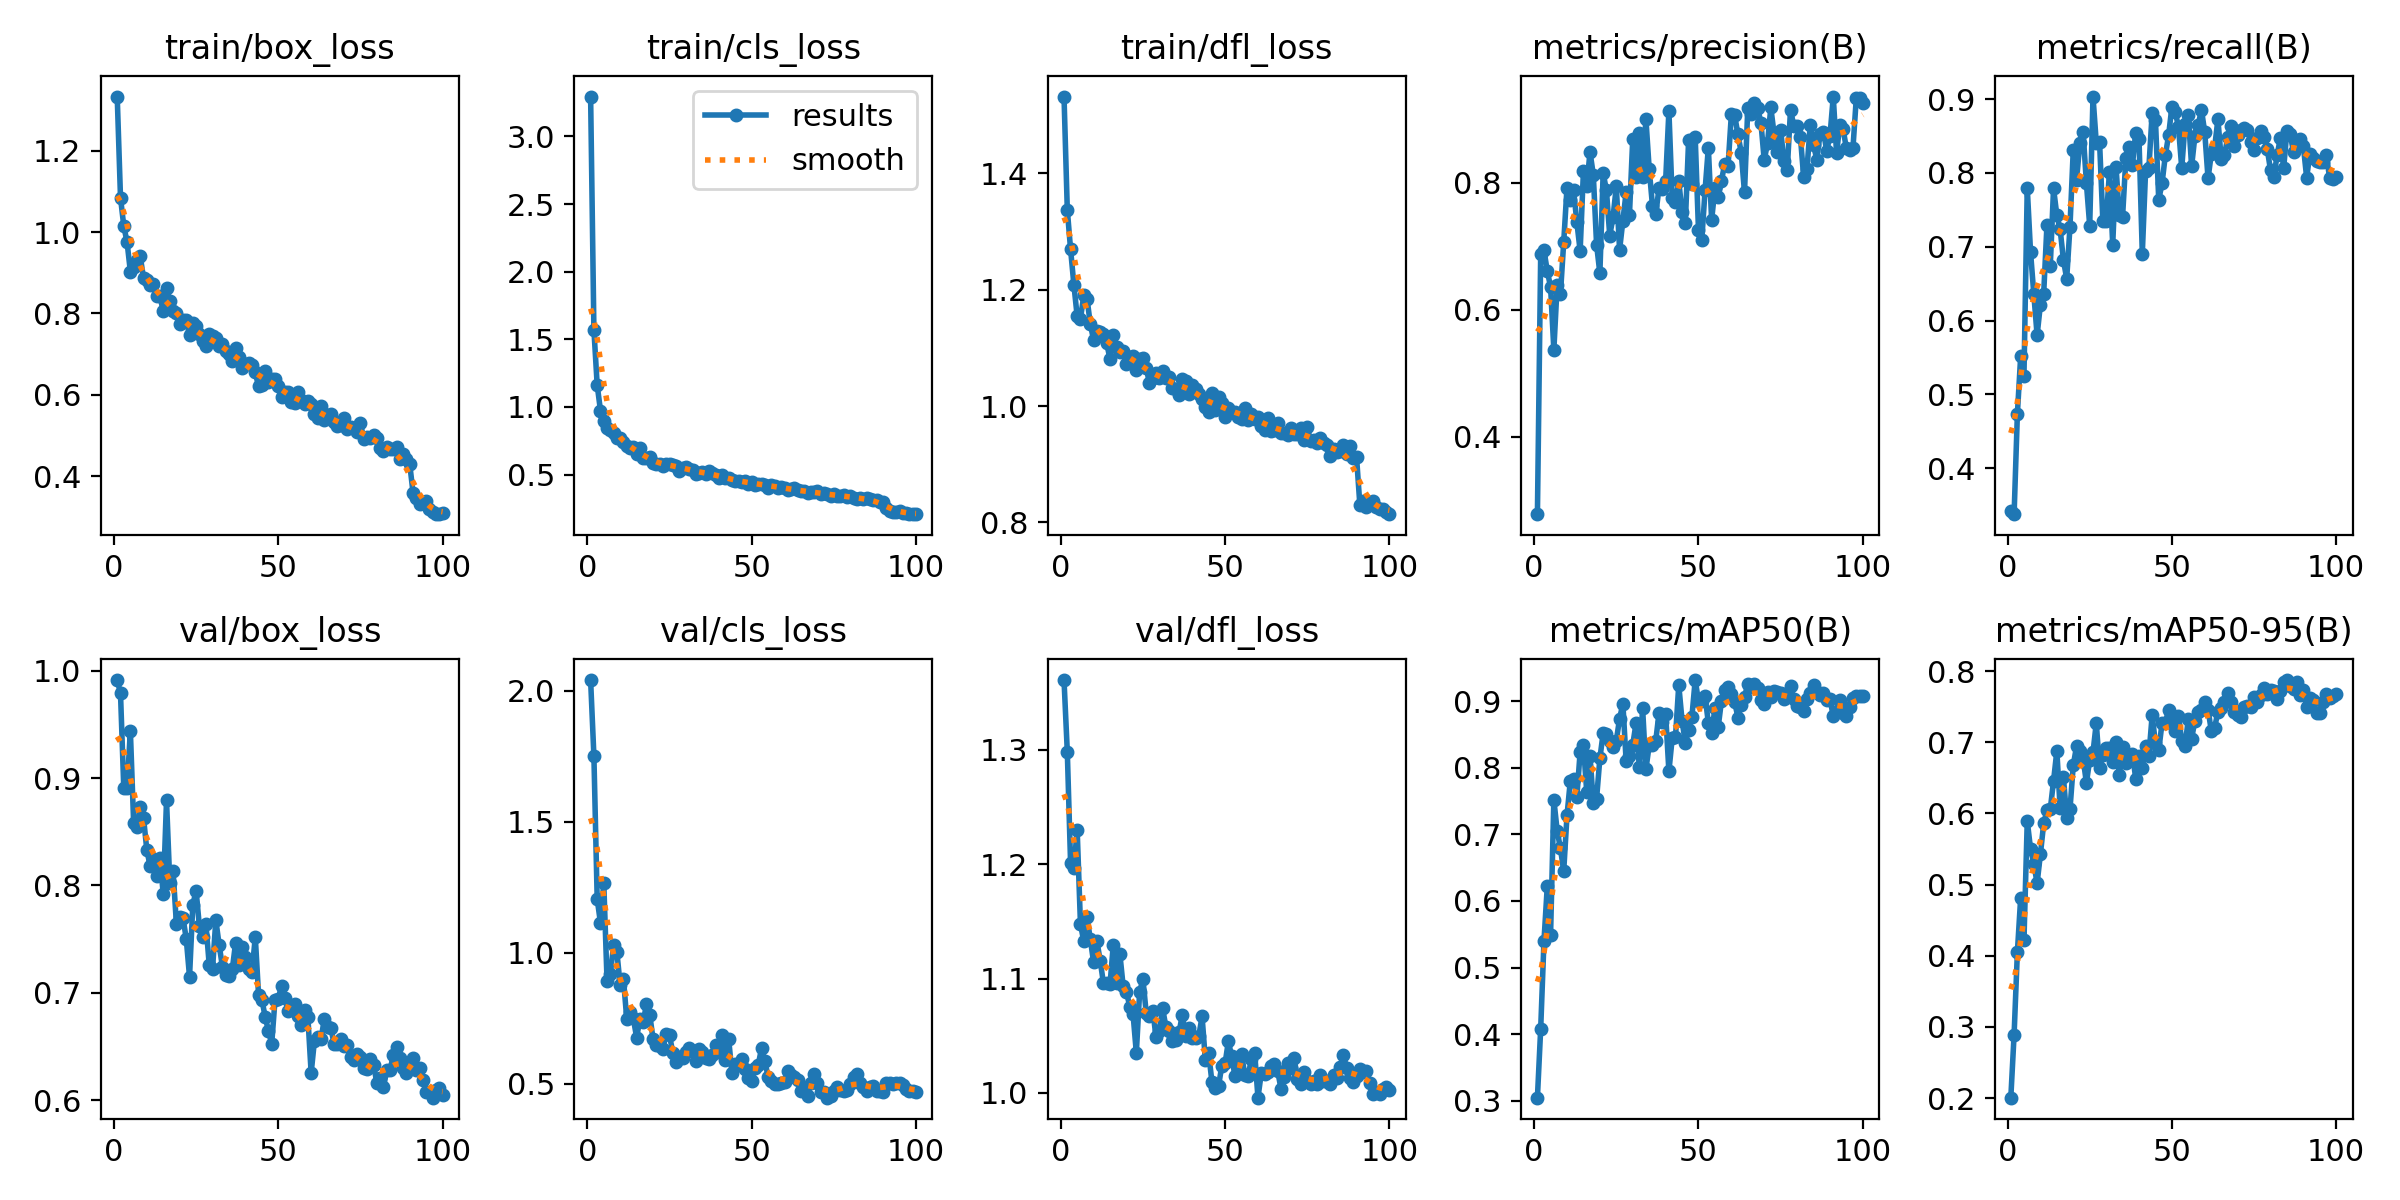 train/box_loss
1.2
1.0
0.8
0.6
0.4
0 50 100
train/cls_loss
results
smooth
3.0
2.5
2.0
1.5
1.0
0.5
0 50 100
train/dfl_loss
1.4
1.2
1.0
0.8
0 50 100
metrics/precision(B)
0.8
0.6
0.4
0 50 100
metrics/recall(B)
0.9
0.8
0.7
0.6
0.5
0.4
0 50 100
val/box_loss
1.0
0.9
0.8
0.7
0.6
0 50 100
val/cls_loss
2.0
1.5
1.0
0.5
0 50 100
val/dfl_loss
1.3
1.2
1.1
1.0
0 50 100
metrics/mAP50(B)
0.9
0.8
0.7
0.6
0.5
0.4
0.3
0 50 100
metrics/mAP50-95(B)
0.8
0.7
0.6
0.5
0.4
0.3
0.2
0 50 100